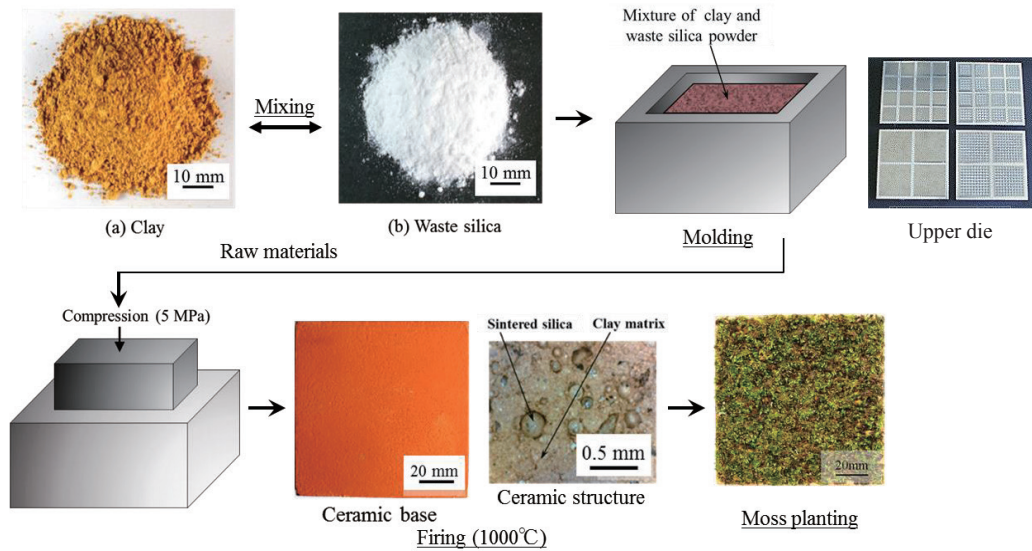 Mixture of clay and
waste silica powder
Mixing
10 mm
10 mm
(a) Clay
(b) Waste silica
Molding
Upper die
Raw materials
Compression (5 MPa)
Sintered silica
Clay matrix
20 mm
0.5 mm
20mm
Ceramic base
Ceramic structure
Moss planting
Firing (1000℃)